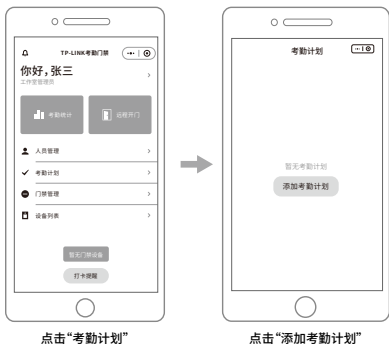 TP-LINK考勤门禁
你好，张三
工作室管理员
考勤统计
远程开门
人员管理
考勤计划
门禁管理
设备列表
暂无门禁设备
打卡提醒
点击“考勤计划”
考勤计划
暂无考勤计划
添加考勤计划
点击“添加考勤计划”